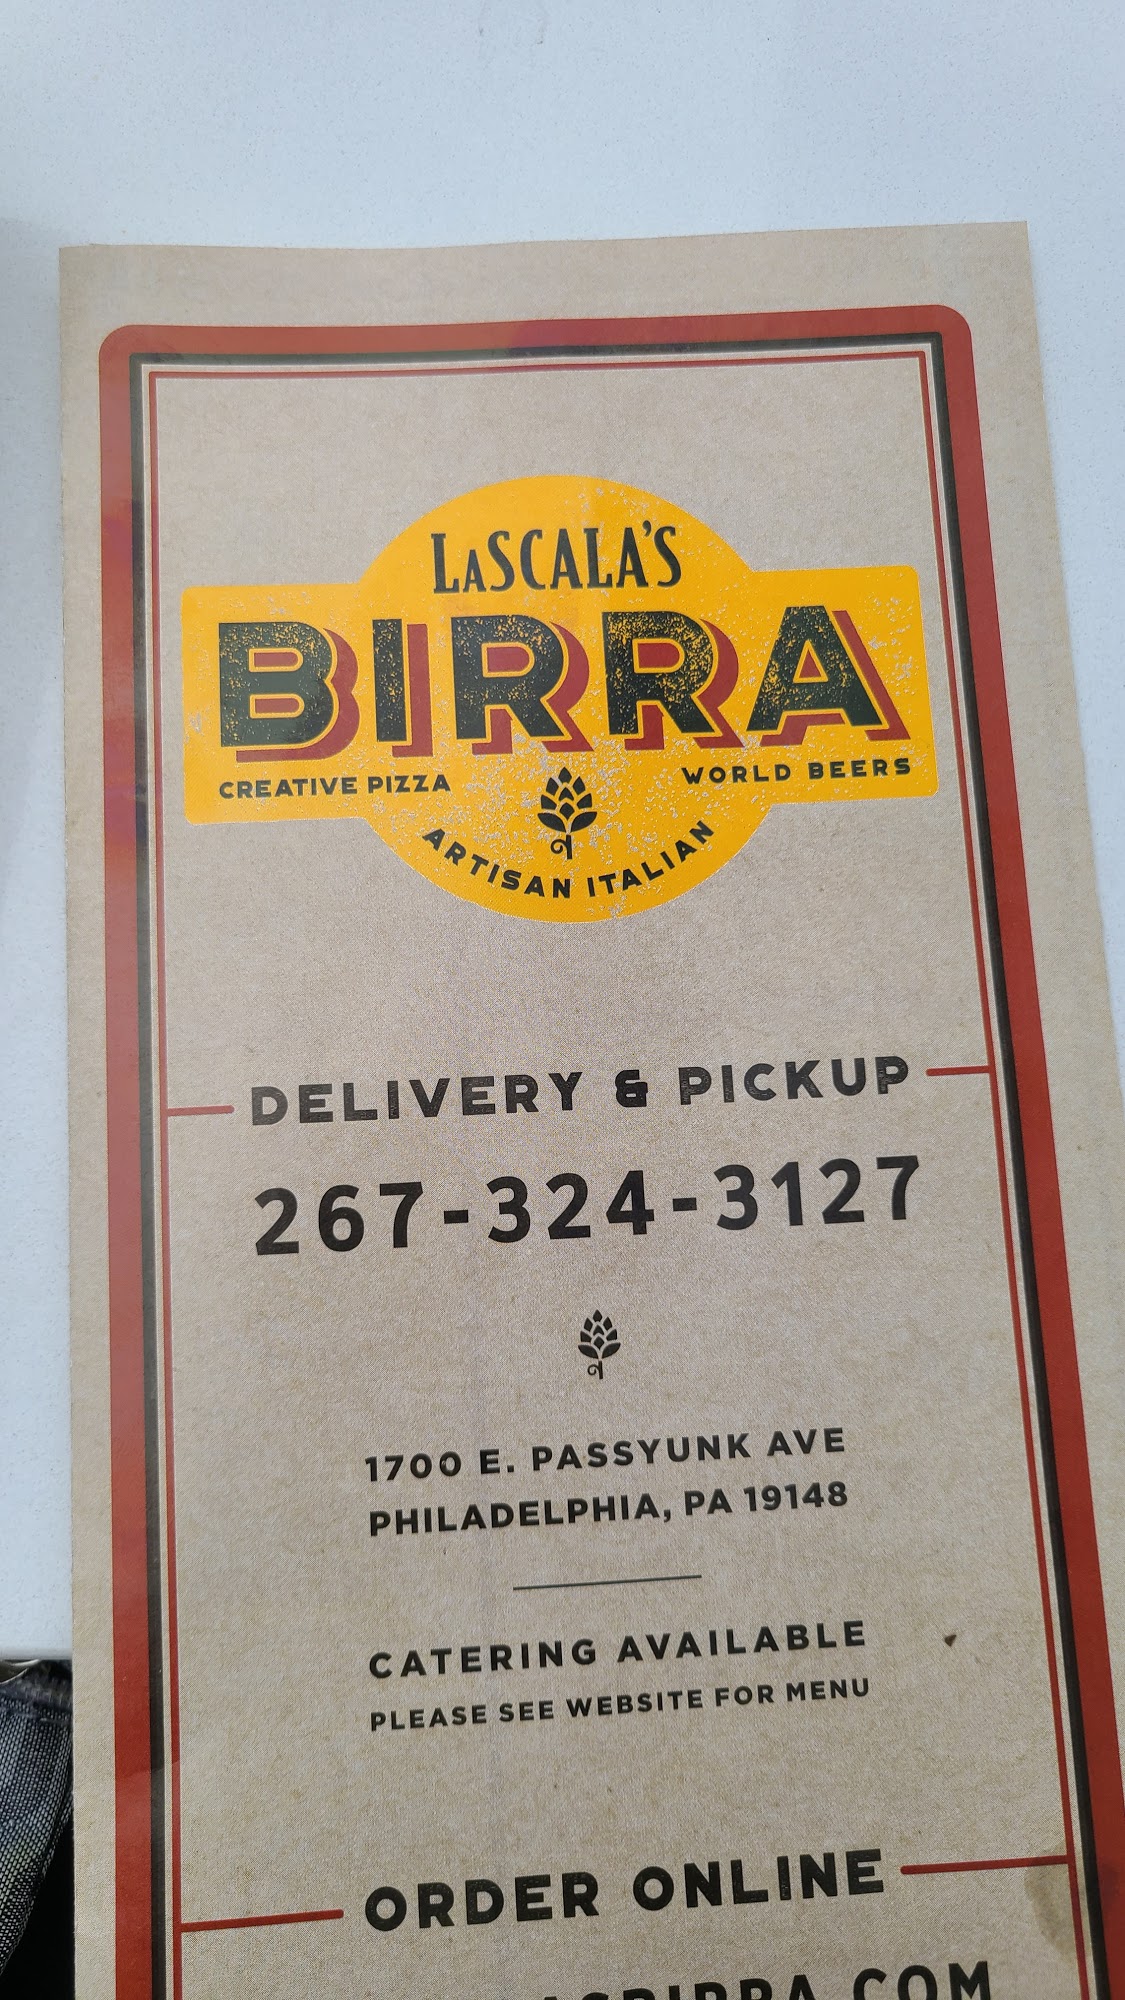 LASCALA'S
BIRRA
CREATIVE PIZZA
WORLD BEERS
ARTISAN ITALIAN
DELIVERY & PICKUP
267-324-3127
1700 E. PASSYUNK AVE
PHILADELPHIA, PA 19148
CATERING AVAILABLE
PLEASE SEE WEBSITE FOR MENU
ORDER ONLINE